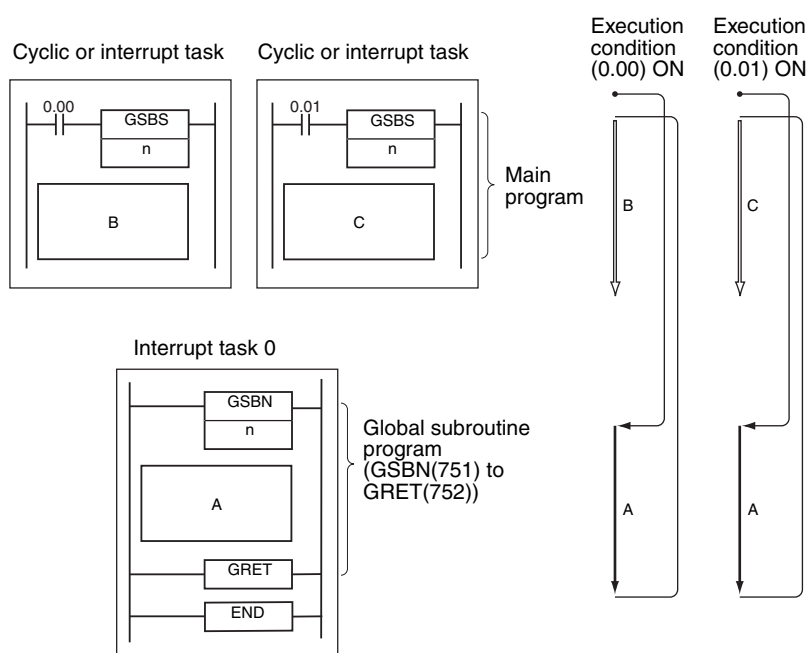 Cyclic or interrupt task
0.00
GSBS
n
B
Cyclic or interrupt task
0.01
GSBS
n
C
Main
program
Interrupt task 0
GSBN
n
A
GRET
END
Global subroutine
program
(GSBN(751) to
GRET(752))
Execution
condition
(0.00) ON
B
A
Execution
condition
(0.01) ON
C
A